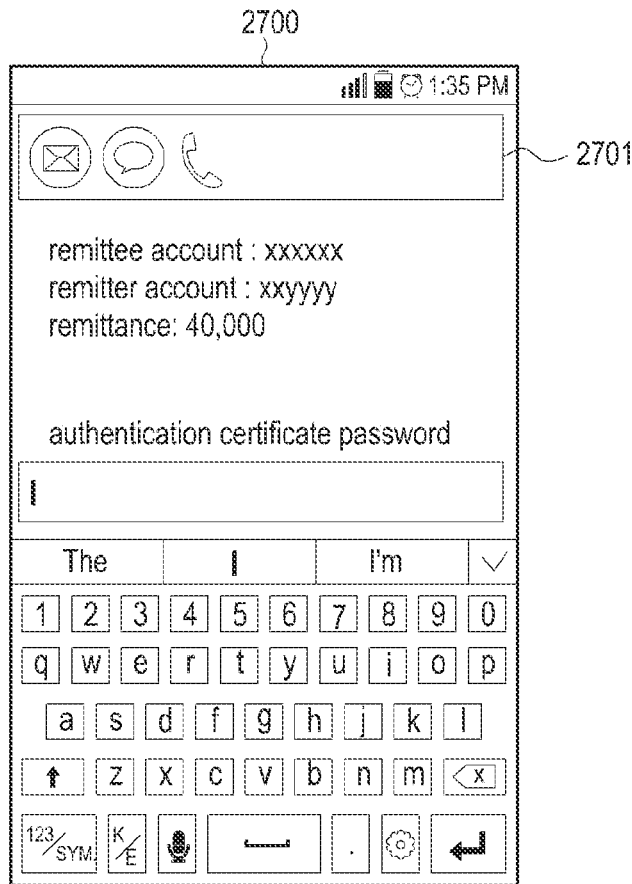 2700
1:35 PM
2701
remittee account : xxxxxx
remitter account : xxyyyy
remittance: 40,000
authentication certificate password
The I I'm
1 2 3 4 5 6 7 8 9 0
q w e r t y u i o p
a s d f g h j k l
z x c v b n m x
123/SYM K/E .